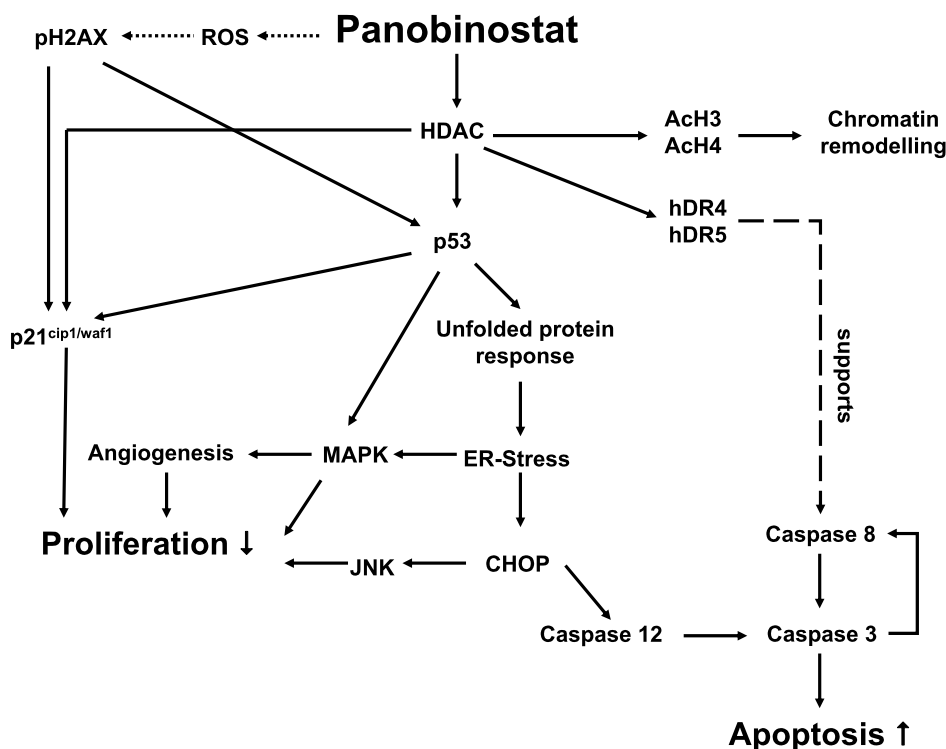 Panobinostat
pH2AX
ROS
HDAC
AcH3
AcH4
Chromatin
remodelling
hDR4
hDR5
p53
p21cip1/waf1
Unfolded protein
response
supports
Angiogenesis
MAPK
ER-Stress
Proliferation ↓
JNK
CHOP
Caspase 8
Caspase 12
Caspase 3
Apoptosis ↑